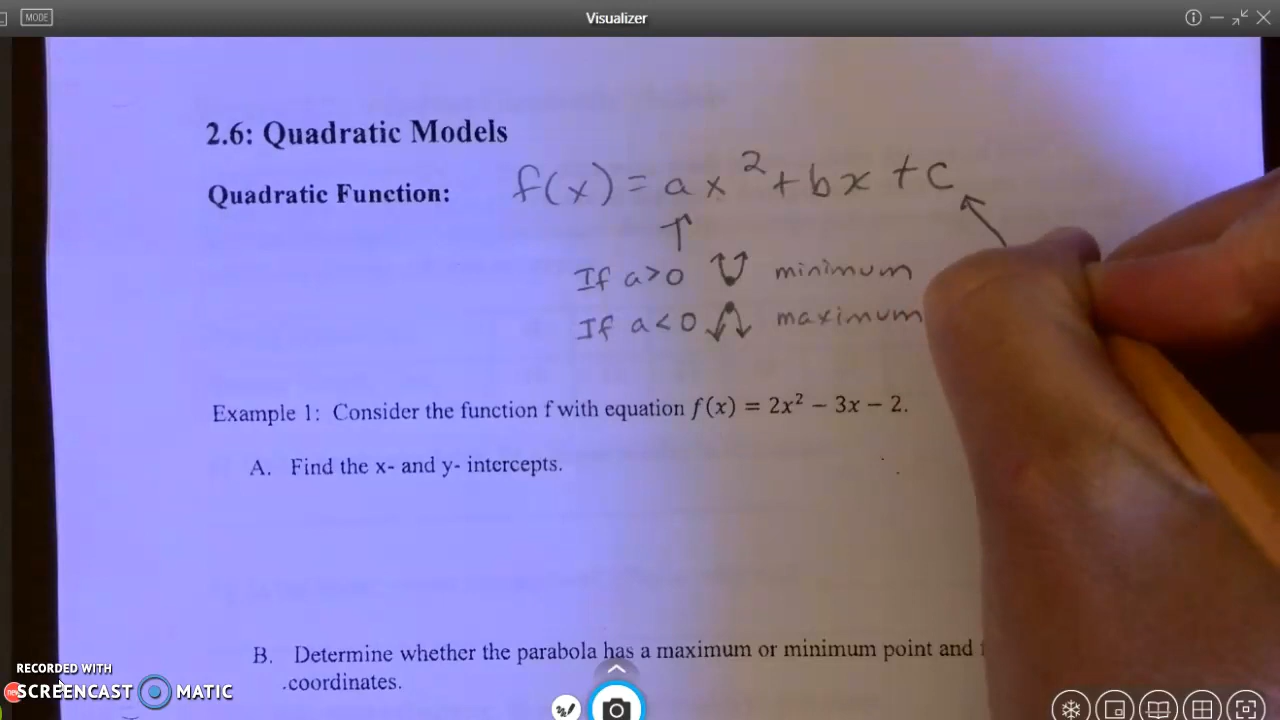 MODE
Visualizer
2.6: Quadratic Models
Quadratic Function: f(x) = ax² + bx + c
If a>0 minimum
If a<0 maximum
Example 1: Consider the function f with equation f(x) = 2x² − 3x − 2.
A. Find the x- and y- intercepts.
B. Determine whether the parabola has a maximum or minimum point and
coordinates.
RECORDED WITH
SCREENCAST MATIC